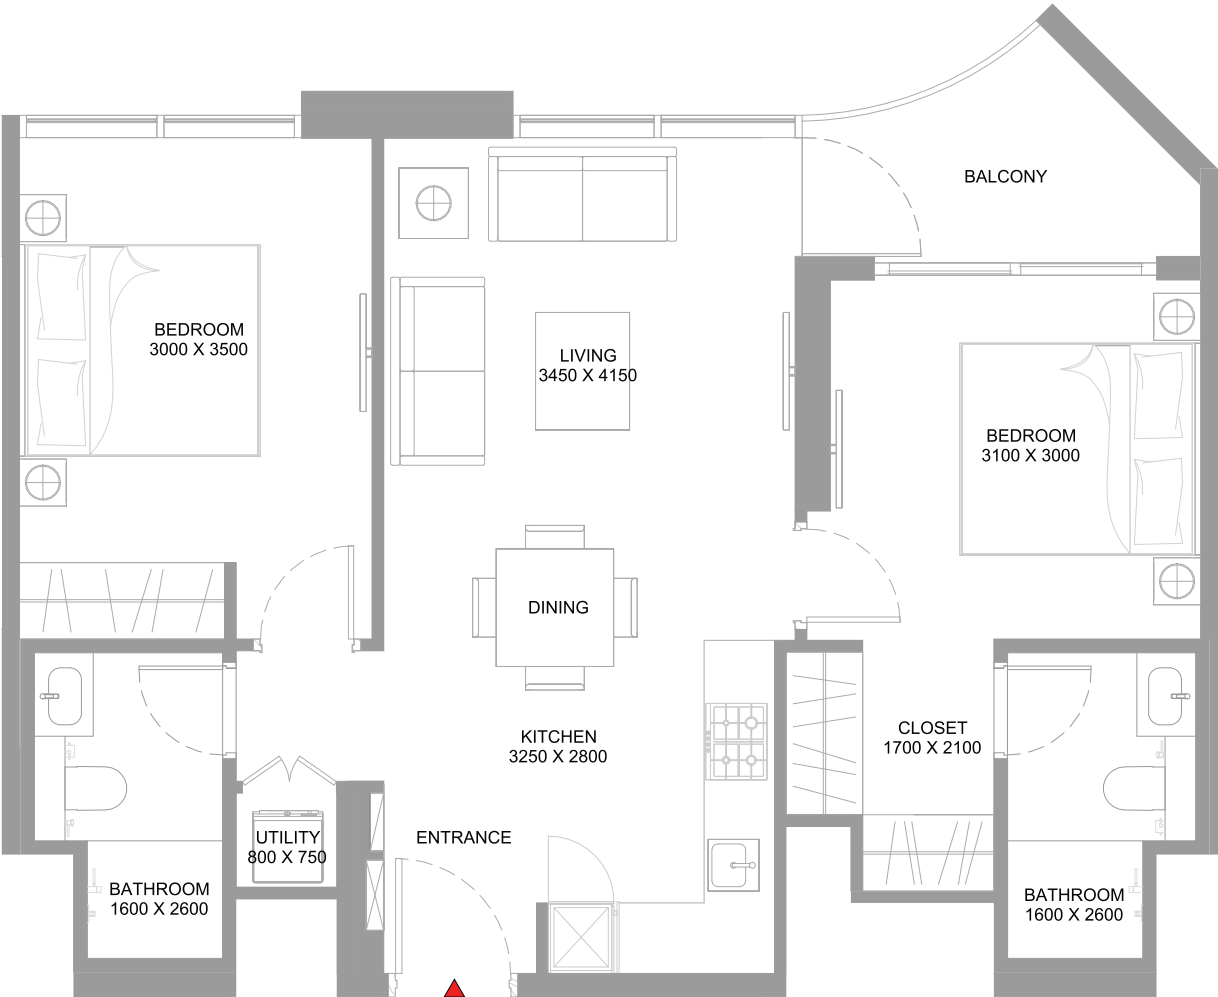 BALCONY
BEDROOM
3000 X 3500
LIVING
3450 X 4150
BEDROOM
3100 X 3000
DINING
KITCHEN
3250 X 2800
CLOSET
1700 X 2100
UTILITY
800 X 750
ENTRANCE
BATHROOM
1600 X 2600
BATHROOM
1600 X 2600